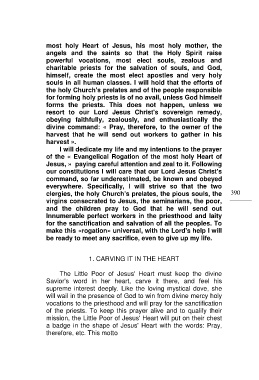 most holy Heart of Jesus, his most holy mother, the
angels and the saints so that the Holy Spirit raise
powerful vocations, most elect souls, zealous and
charitable priests for the salvation of souls, and God,
himself, create the most elect apostles and very holy
souls in all human classes. I will hold that the efforts of
the holy Church's prelates and of the people responsible
for forming holy priests is of no avail, unless God himself
forms the priests. This does not happen, unless we
resort to our Lord Jesus Christ's sovereign remedy,
obeying faithfully, zealously, and enthusiastically the
divine command: « Pray, therefore, to the owner of the
harvest that he will send out workers to gather in his
harvest ».
I will dedicate my life and my intentions to the prayer
of the « Evangelical Rogation of the most holy Heart of
Jesus, » paying careful attention and zeal to it. Following
our constitutions I will care that our Lord Jesus Christ's
command, so far underestimated, be known and obeyed
everywhere. Specifically, I will strive so that the two
clergies, the holy Church's prelates, the pious souls, the
virgins consecrated to Jesus, the seminarians, the poor,
and the children pray to God that he will send out
innumerable perfect workers in the priesthood and laity
for the sanctification and salvation of all the peoples. To
make this «rogation» universal, with the Lord's help I will
be ready to meet any sacrifice, even to give up my life.
390
1. CARVING IT IN THE HEART
The Little Poor of Jesus' Heart must keep the divine
Savior's word in her heart, carve it there, and feel his
supreme interest deeply. Like the loving mystical dove, she
will wail in the presence of God to win from divine mercy holy
vocations to the priesthood and will pray for the sanctification
of the priests. To keep this prayer alive and to qualify their
mission, the Little Poor of Jesus' Heart will put on their chest
a badge in the shape of Jesus' Heart with the words: Pray,
therefore, etc. This motto